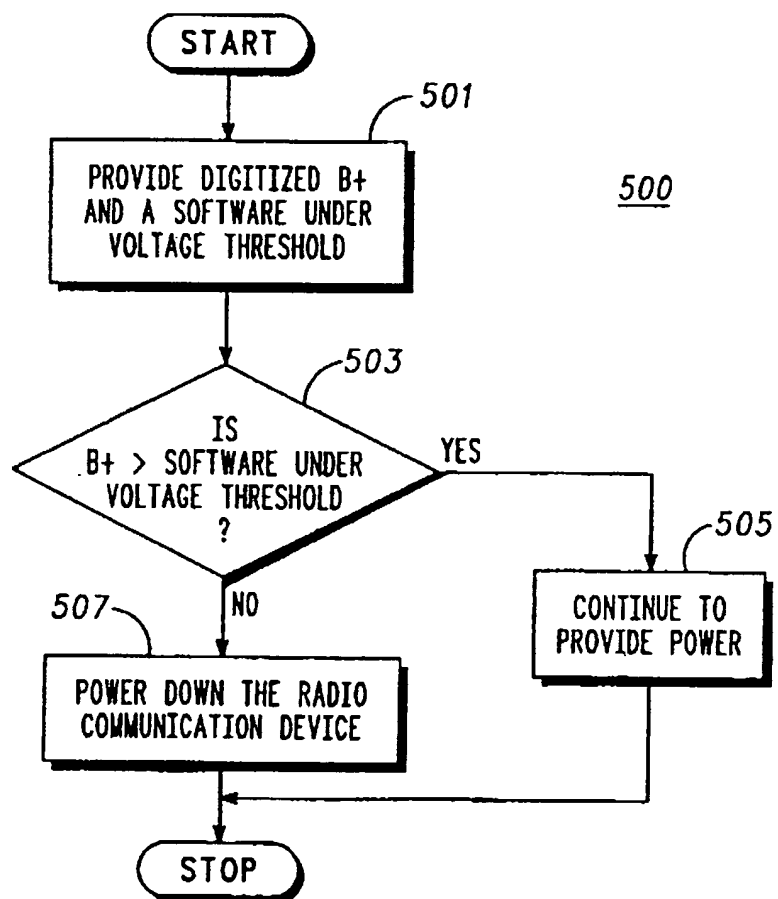 START
501
PROVIDE DIGITIZED B+
AND A SOFTWARE UNDER
VOLTAGE THRESHOLD
500
503
IS
B+ > SOFTWARE UNDER
VOLTAGE THRESHOLD
?
YES
505
CONTINUE TO
PROVIDE POWER
NO
507
POWER DOWN THE RADIO
COMMUNICATION DEVICE
STOP